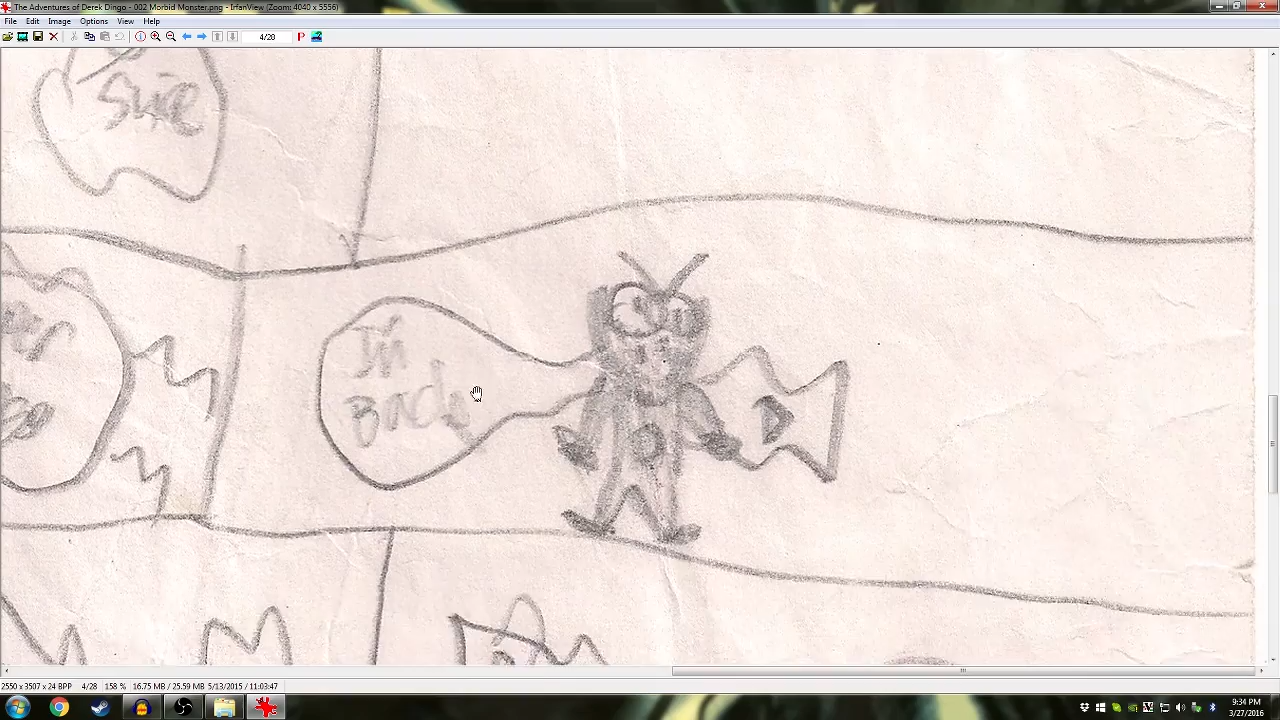 The Adventures of Derek Dingo - 002 Morbid Monster.png - IrfanView (Zoom: 4040 x 5556)
File Edit Image Options View Help
4/28
Sure
I'm
Back
D
2550 x 3507 x 24 BPP 4/28 158 % 16.75 MB / 25.59 MB 5/13/2015 / 11:03:47
9:34 PM
3/27/2016